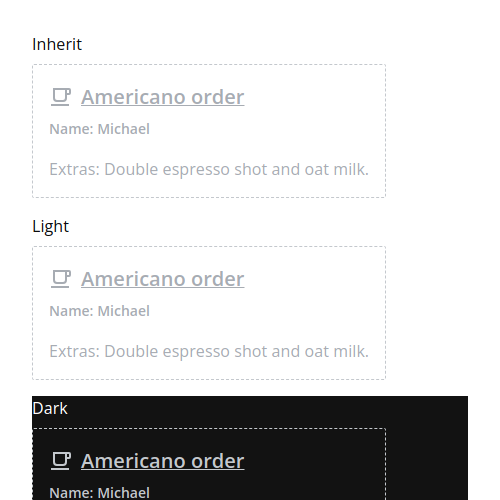 Inherit
Americano order
Name: Michael
Extras: Double espresso shot and oat milk.
Light
Americano order
Name: Michael
Extras: Double espresso shot and oat milk.
Dark
Americano order
Name: Michael